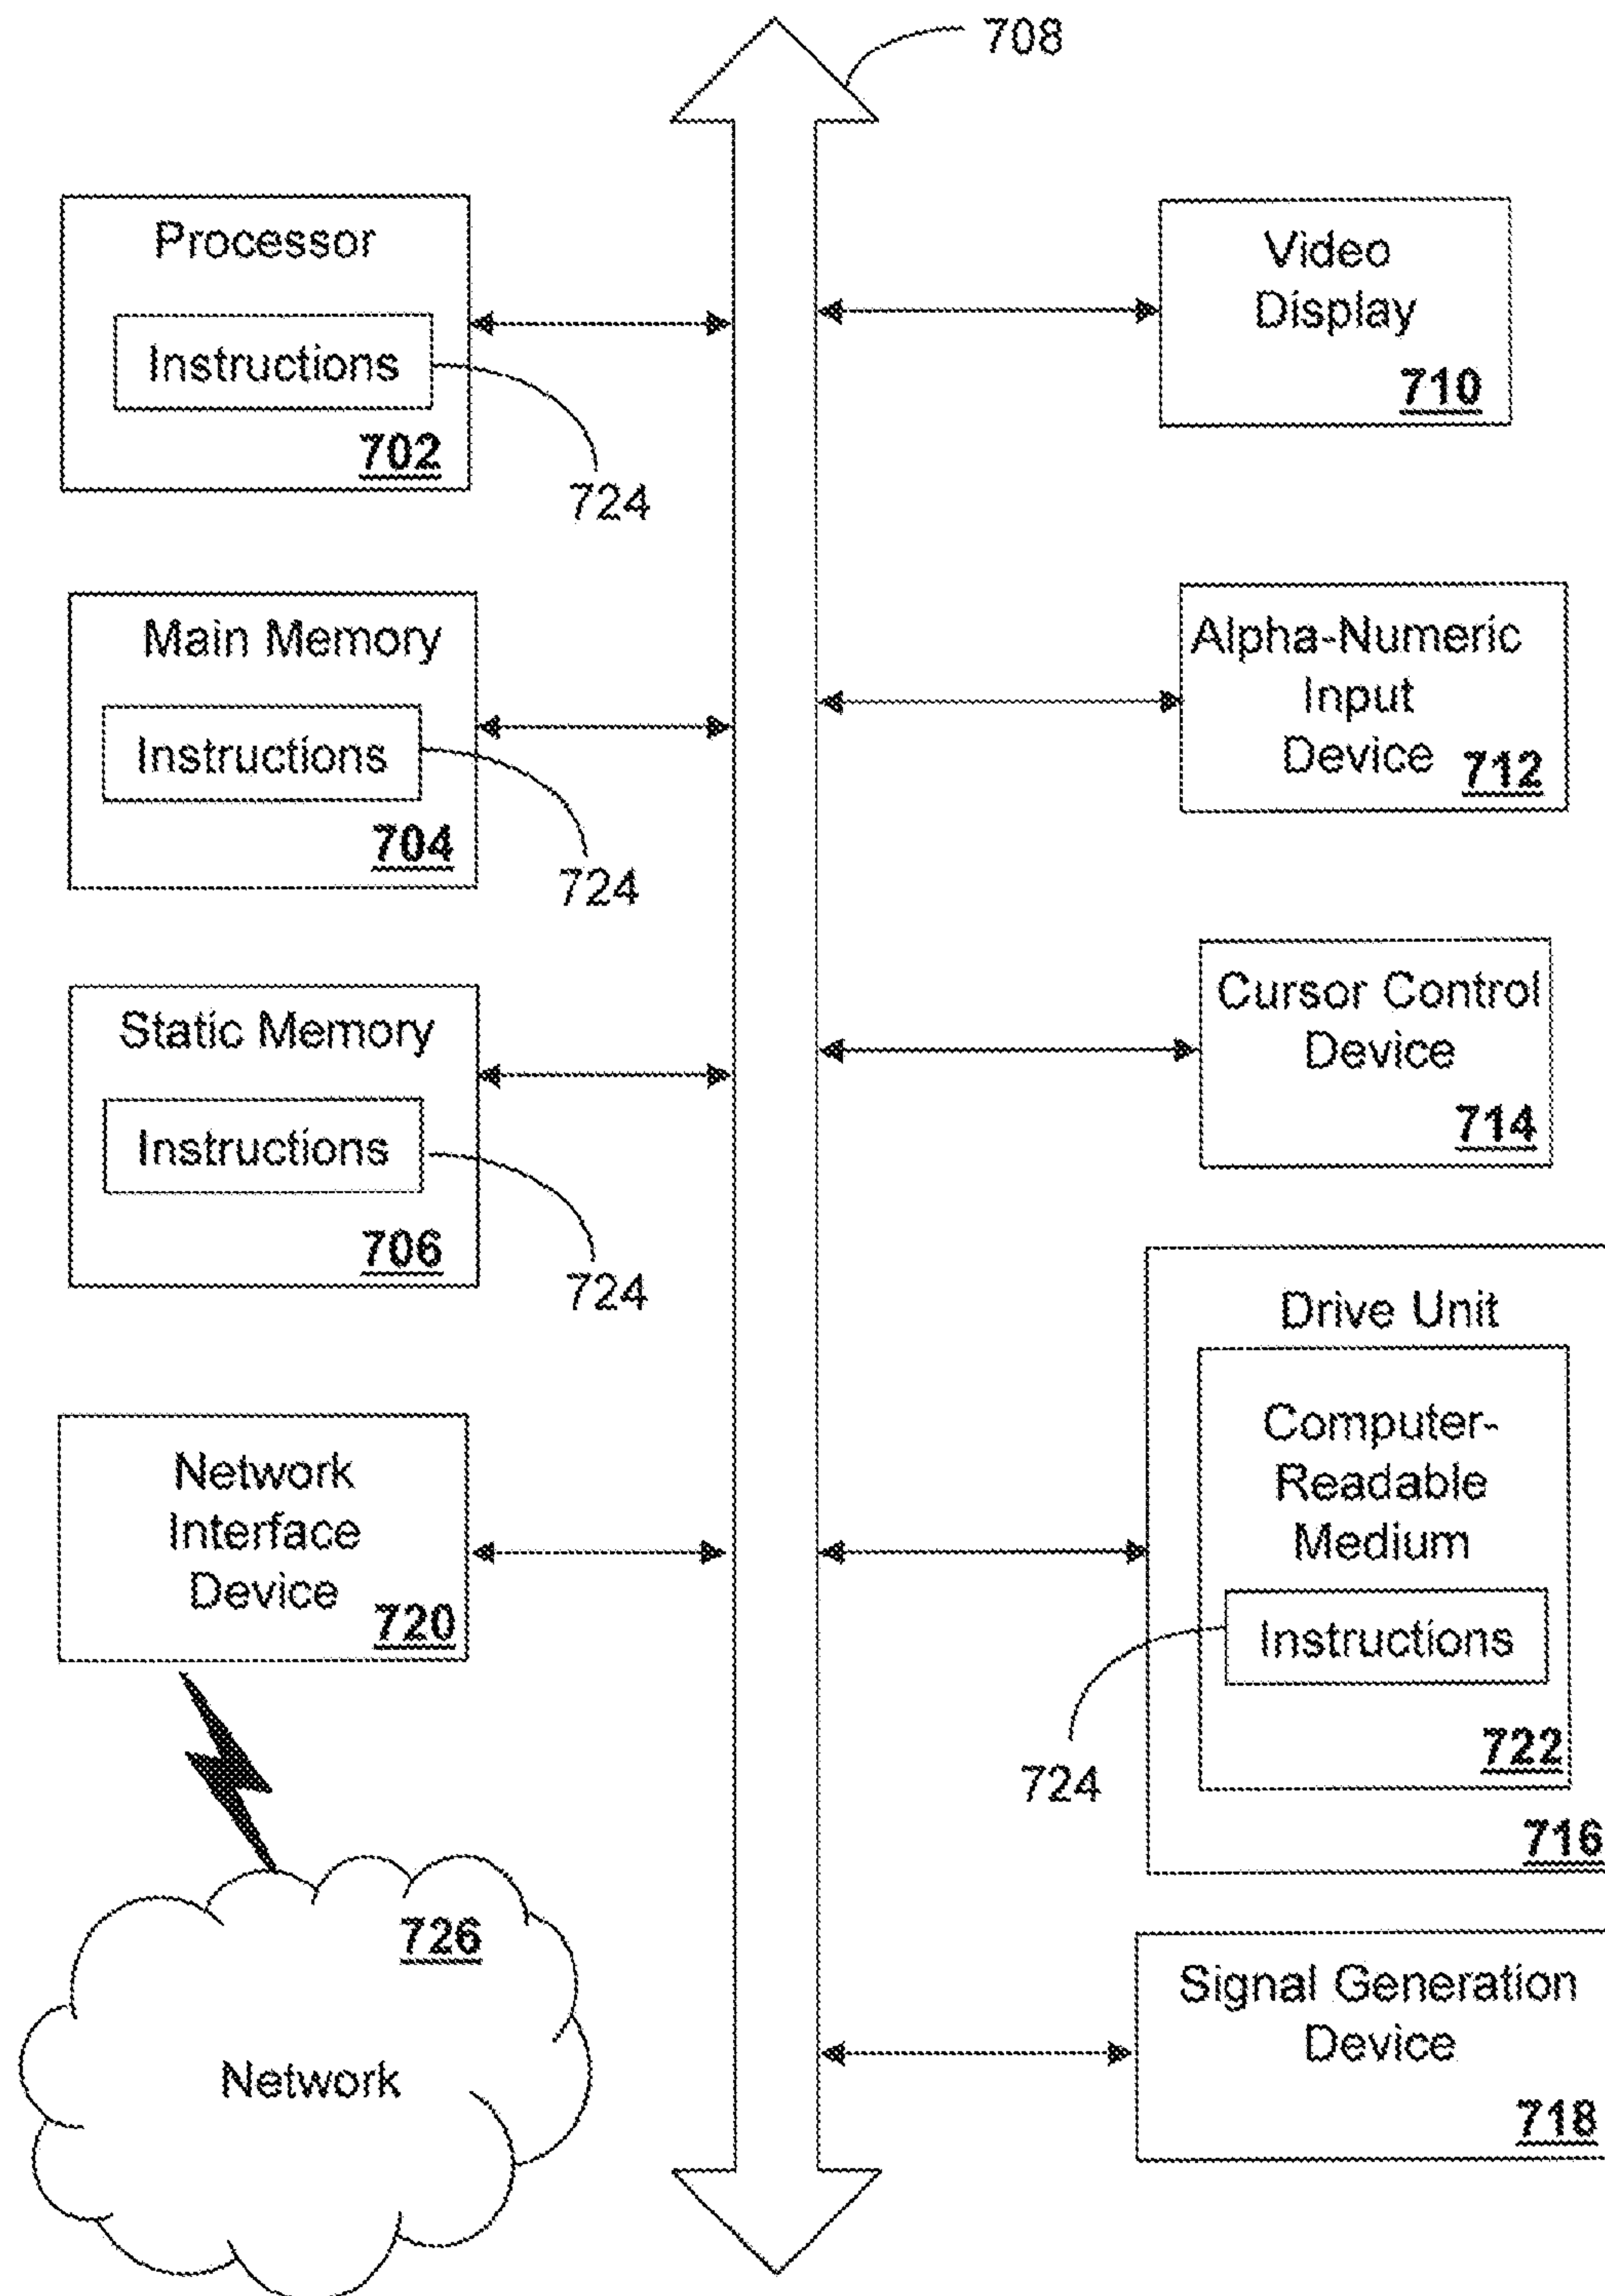 708
Processor
Instructions
702
724
Main Memory
Instructions
704
724
Static Memory
Instructions
706
724
Network
Interface
Device
720
726
Network
Video
Display
710
Alpha-Numeric
Input
Device
712
Cursor Control
Device
714
Drive Unit
Computer-
Readable
Medium
Instructions
722
724
716
Signal Generation
Device
718